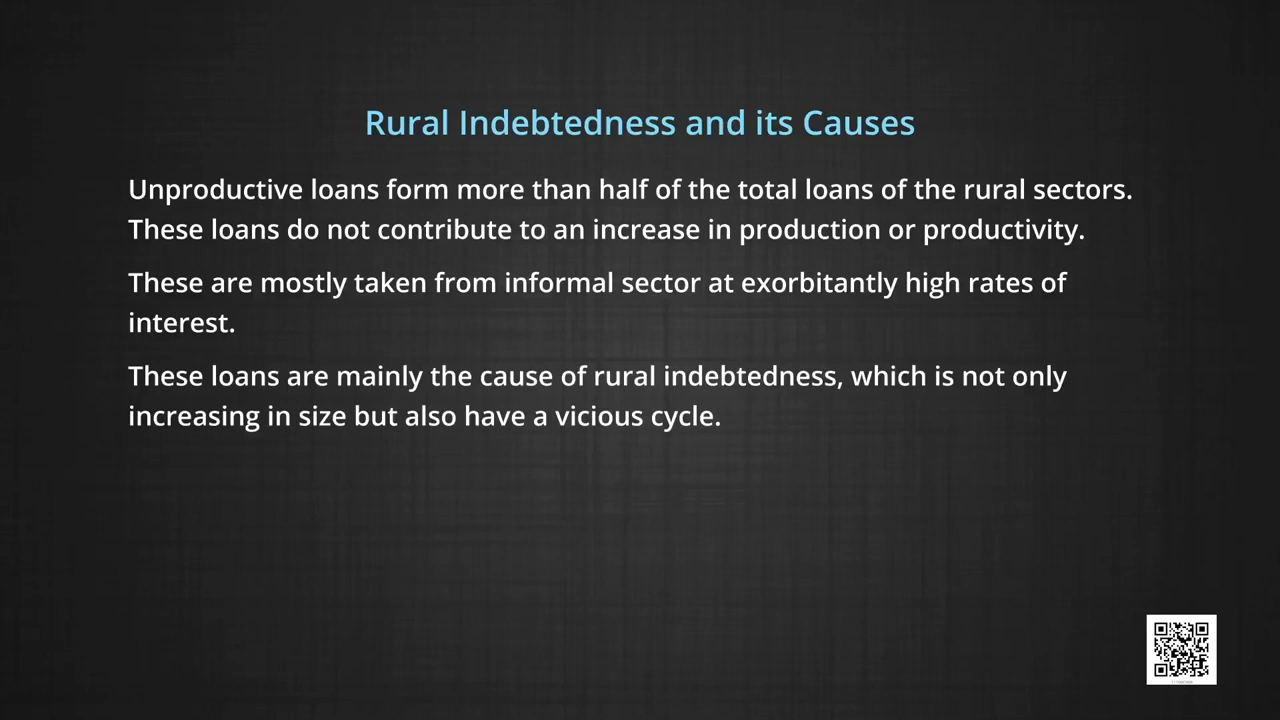 Rural Indebtedness and its Causes
Unproductive loans form more than half of the total loans of the rural sectors.
These loans do not contribute to an increase in production or productivity.
These are mostly taken from informal sector at exorbitantly high rates of
interest.
These loans are mainly the cause of rural indebtedness, which is not only
increasing in size but also have a vicious cycle.